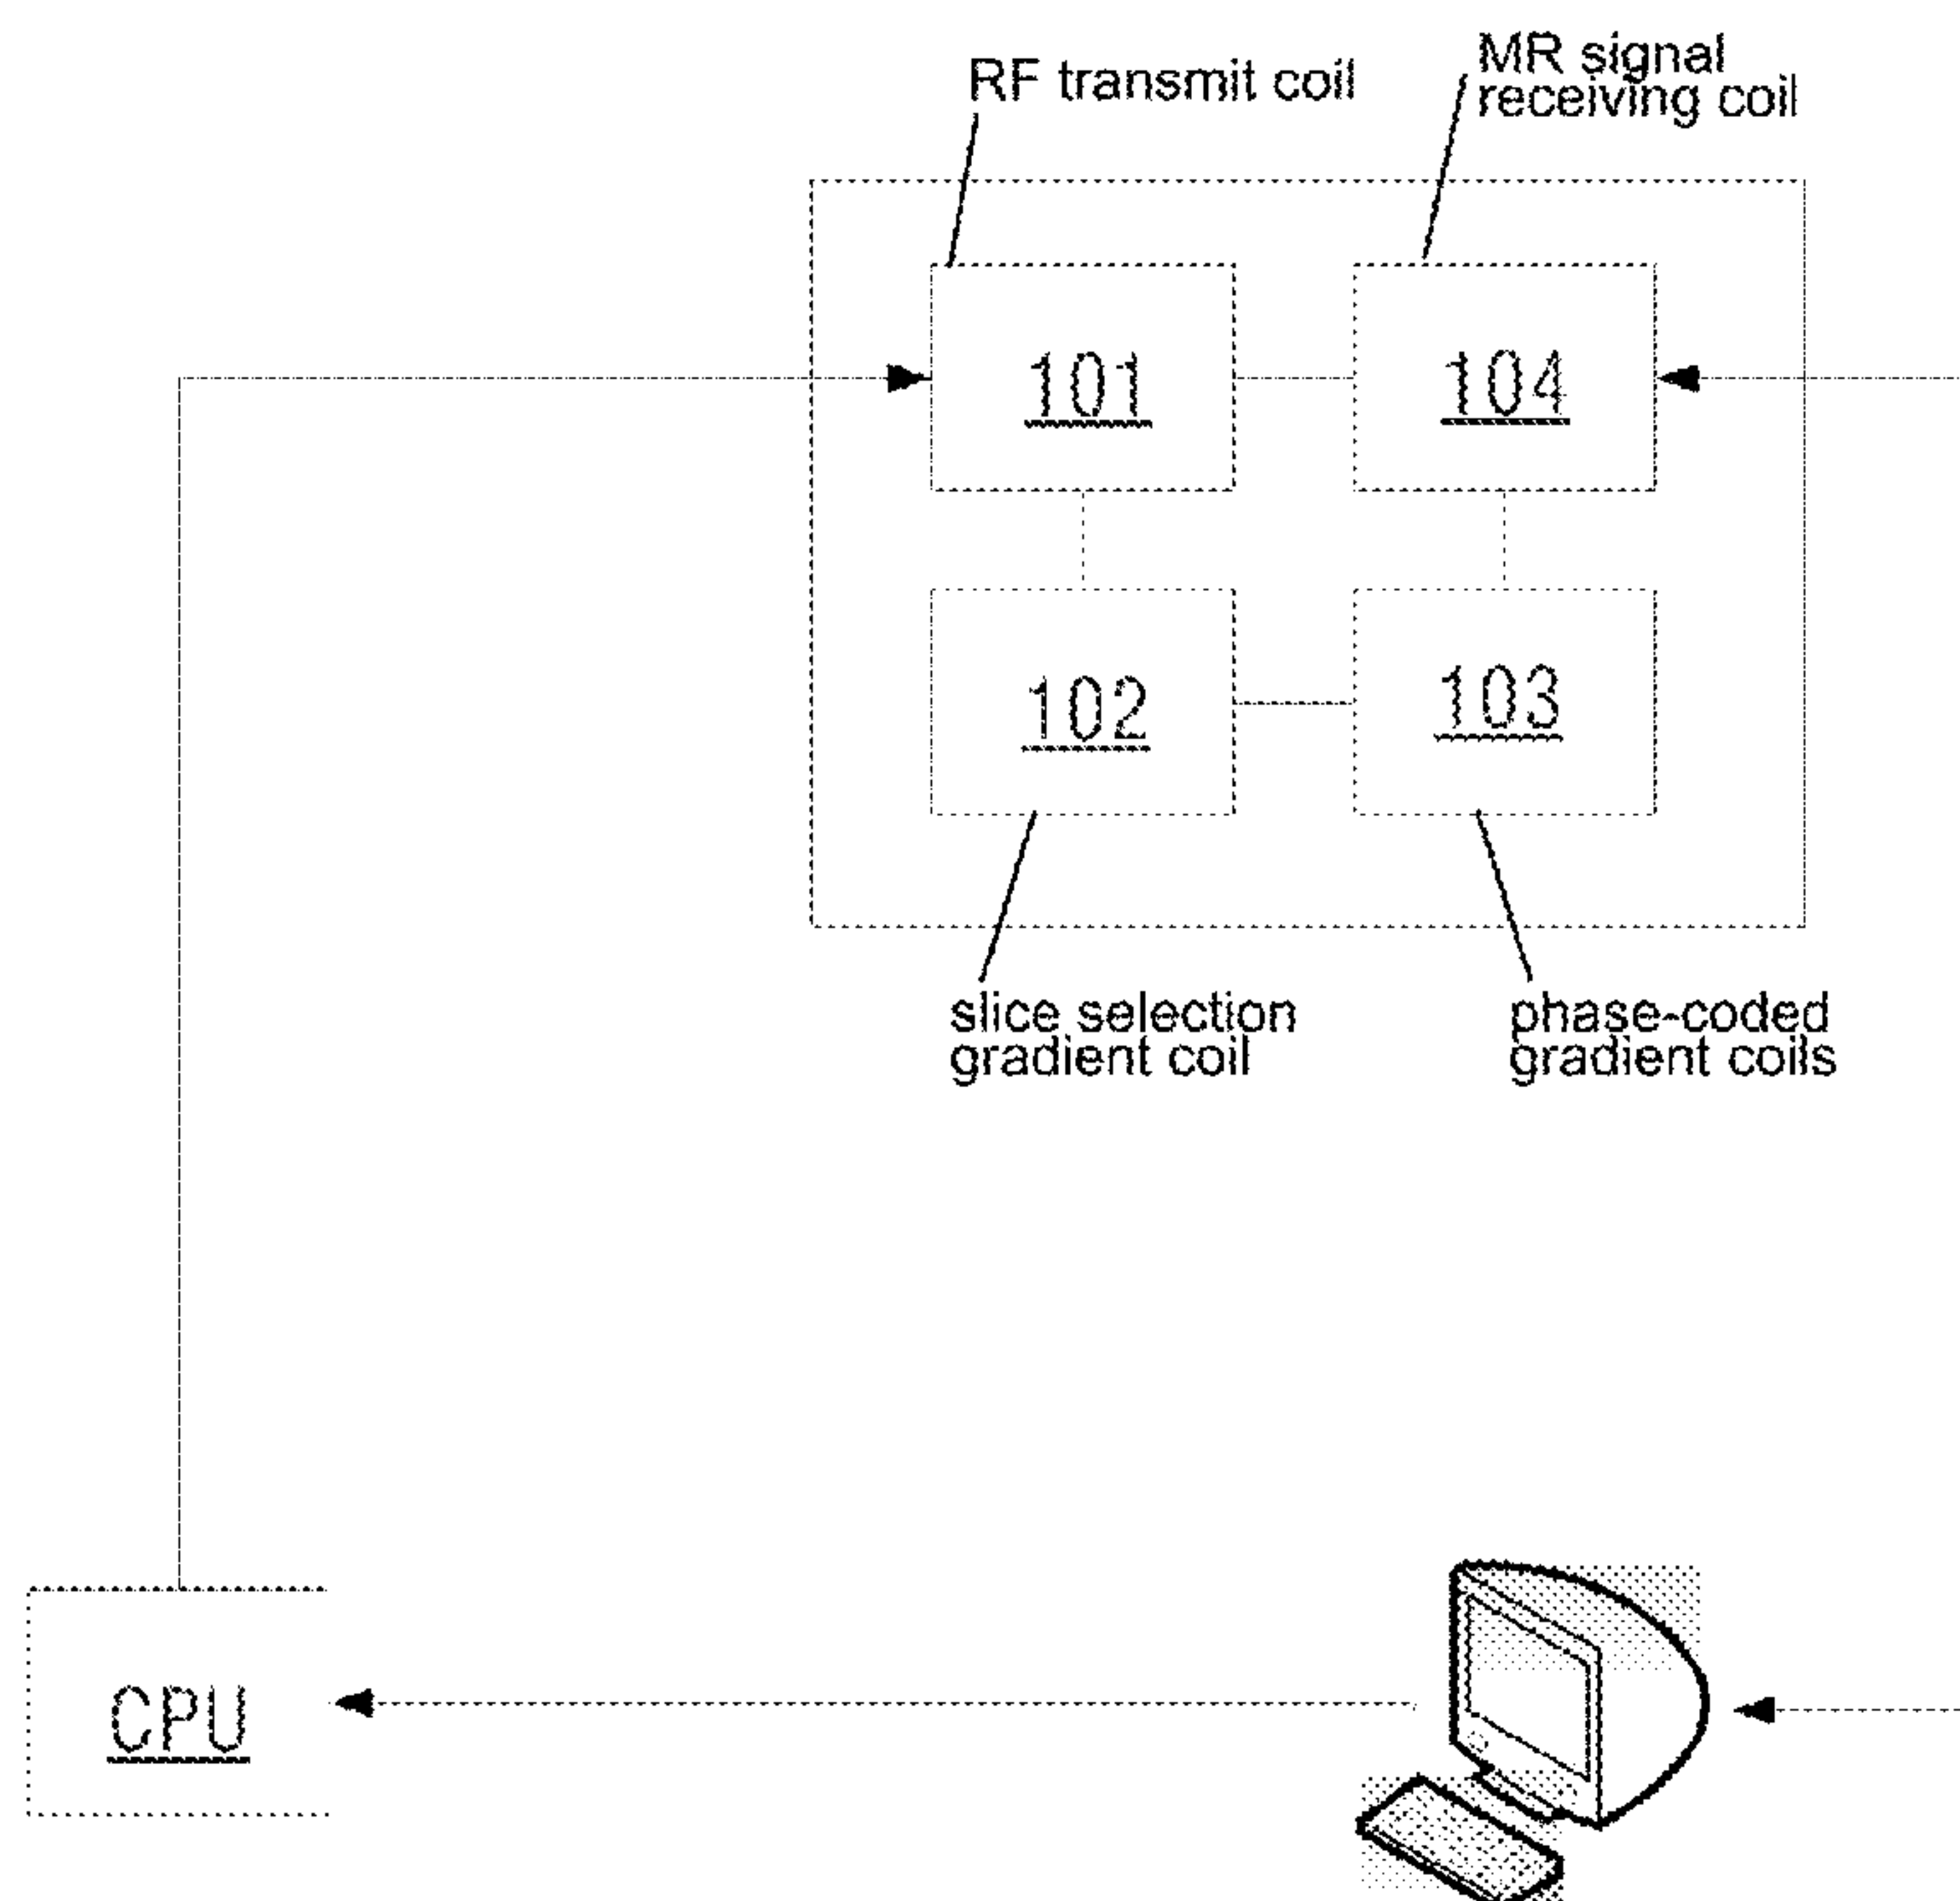 RF transmit coil
MR signal
receiving coil
101
104
102
103
slice selection
gradient coil
phase-coded
gradient coils
CPU